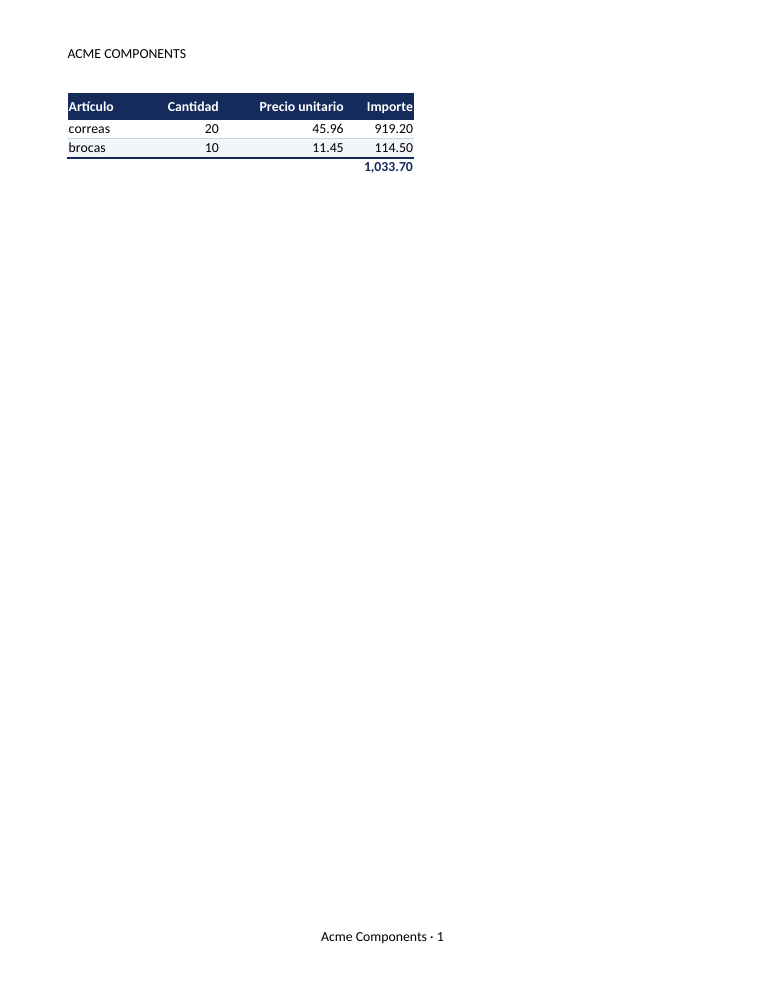 ACME COMPONENTS
Artículo Cantidad Precio unitario Importe
correas 20 45.96 919.20
brocas 10 11.45 114.50
1,033.70
Acme Components · 1